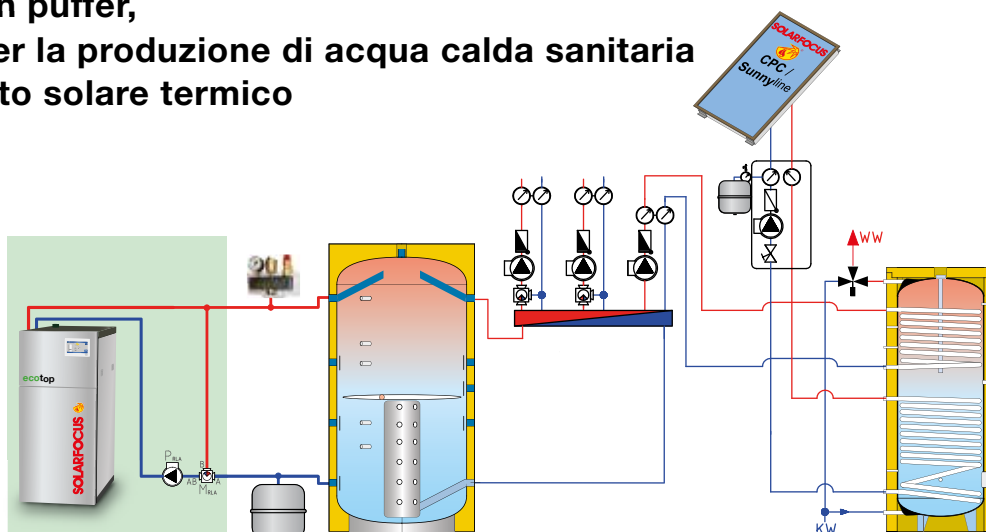 n puffer,
er la produzione di acqua calda sanitaria
to solare termico
SOLARFOCUS
CPC /
Sunnyline
WW
ecotop
SOLARFOCUS
P RLA
B
AB
A
M RLA
KW